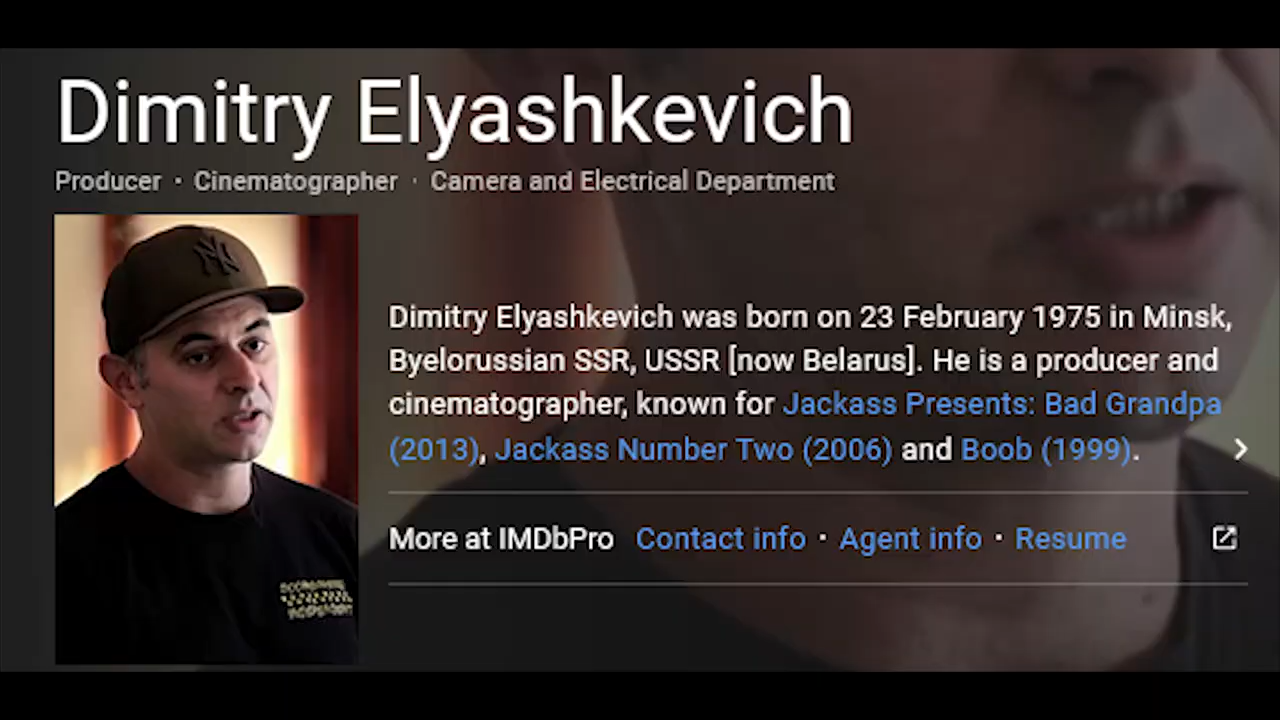 Dimitry Elyashkevich
Producer · Cinematographer · Camera and Electrical Department
NY
Dimitry Elyashkevich was born on 23 February 1975 in Minsk,
Byelorussian SSR, USSR [now Belarus]. He is a producer and
cinematographer, known for Jackass Presents: Bad Grandpa
(2013), Jackass Number Two (2006) and Boob (1999).
More at IMDbPro Contact info · Agent info · Resume